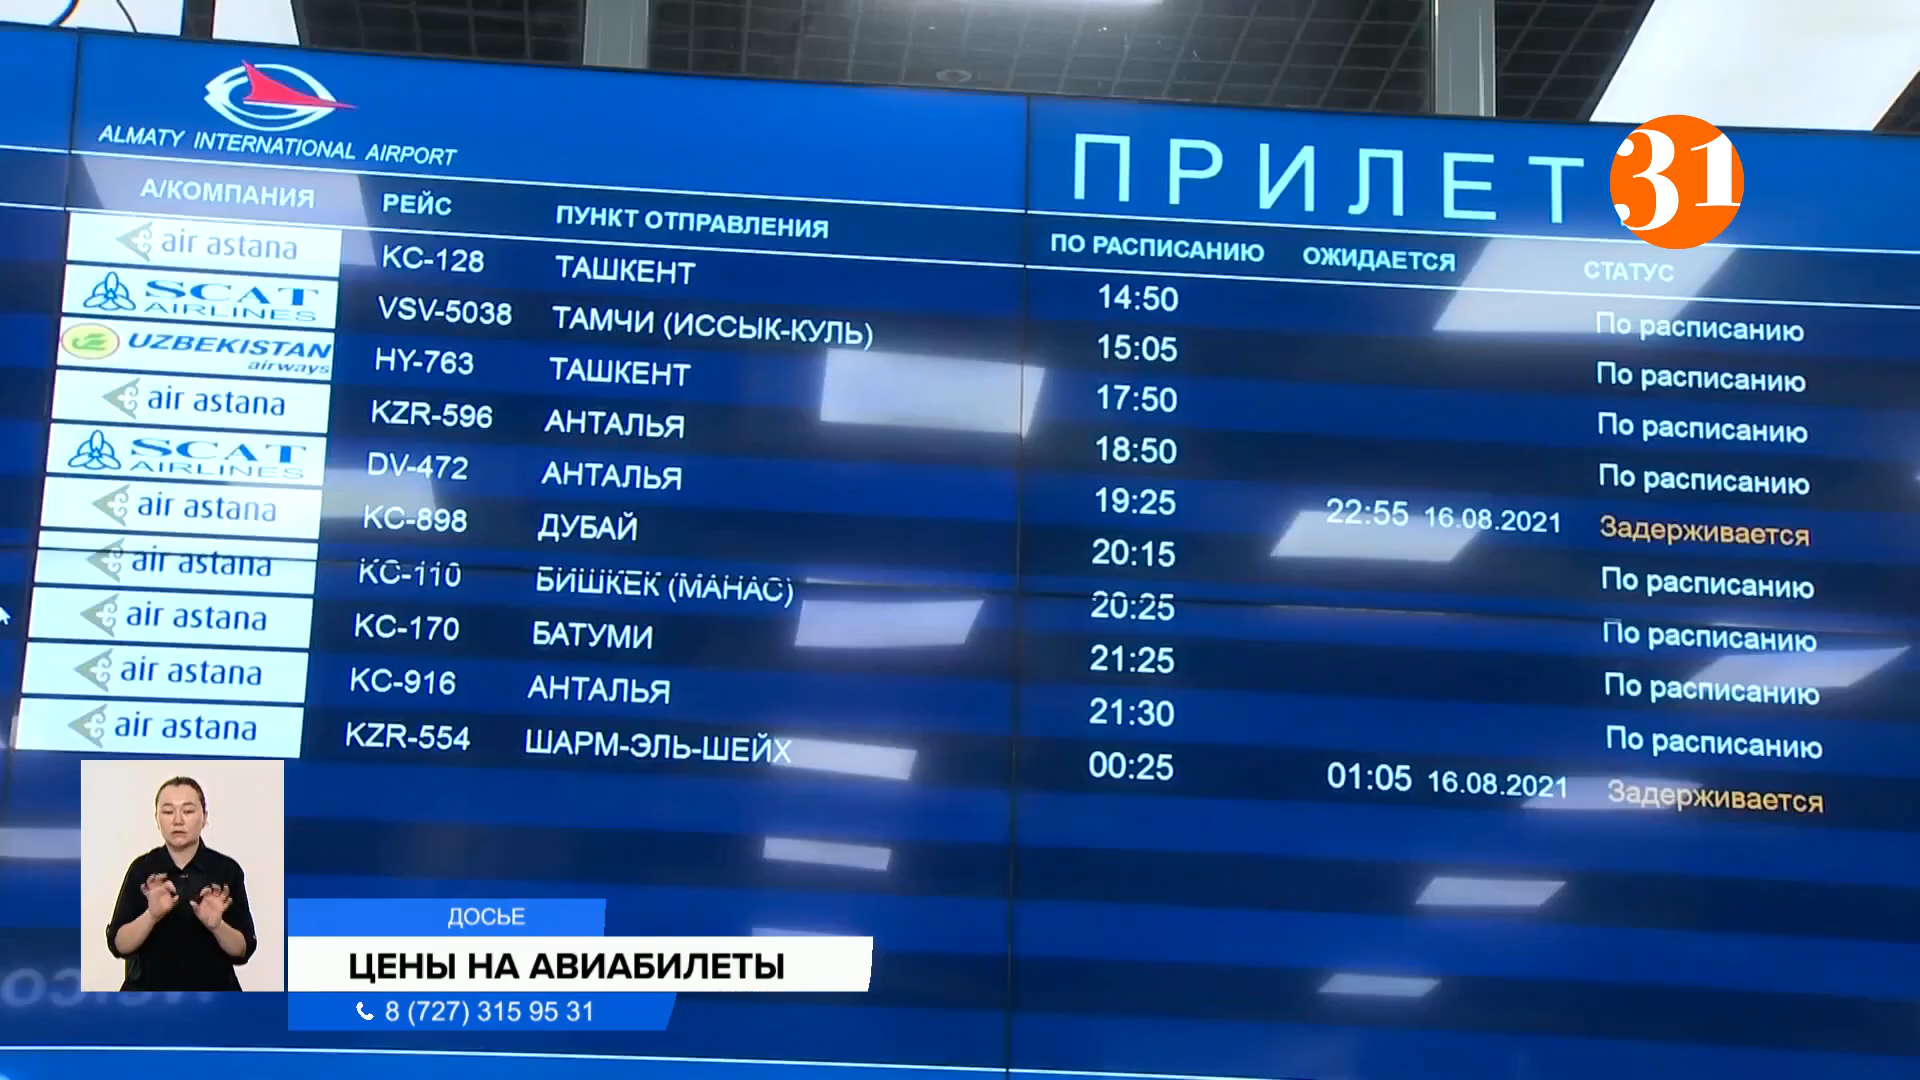 ALMATY INTERNATIONAL AIRPORT
ПРИЛЕТ
31
А/КОМПАНИЯ РЕЙС ПУНКТ ОТПРАВЛЕНИЯ ПО РАСПИСАНИЮ ОЖИДАЕТСЯ СТАТУС
air astana KC-128 ТАШКЕНТ 14:50 По расписанию
SCAT AIRLINES VSV-5038 ТАМЧИ (ИССЫК-КУЛЬ) 15:05 По расписанию
UZBEKISTAN airways HY-763 ТАШКЕНТ 17:50 По расписанию
air astana KZR-596 АНТАЛЬЯ 18:50 По расписанию
SCAT AIRLINES DV-472 АНТАЛЬЯ 19:25 22:55 16.08.2021 Задерживается
air astana KC-898 ДУБАЙ 20:15 По расписанию
air astana KC-110 БИШКЕК (МАНАС) 20:25 По расписанию
air astana KC-170 БАТУМИ 21:25 По расписанию
air astana KC-916 АНТАЛЬЯ 21:30 По расписанию
air astana KZR-554 ШАРМ-ЭЛЬ-ШЕЙХ 00:25 01:05 16.08.2021 Задерживается
ДОСЬЕ
ЦЕНЫ НА АВИАБИЛЕТЫ
8 (727) 315 95 31